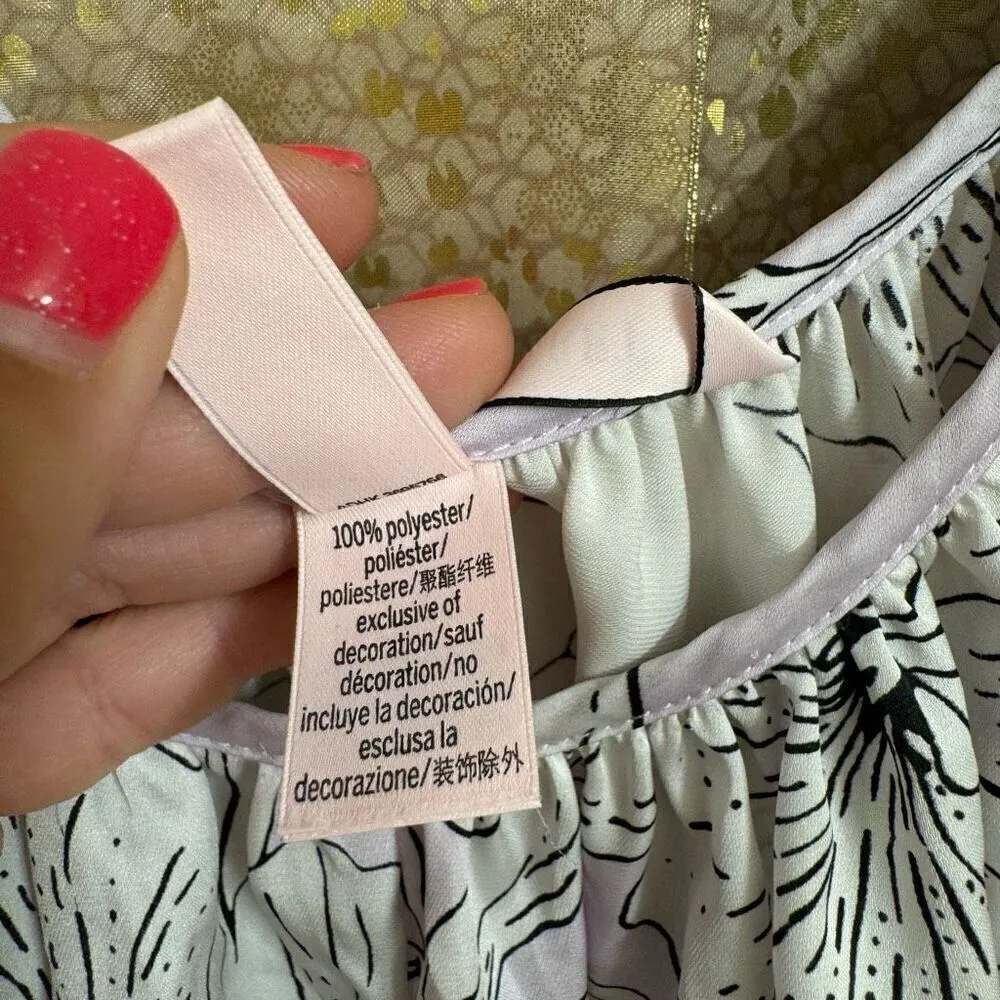 100% polyester/
poliéster/
poliestere/聚酯纤维
exclusive of
decoration/sauf
décoration/no
incluye la decoración/
esclusa la
decorazione/装饰除外